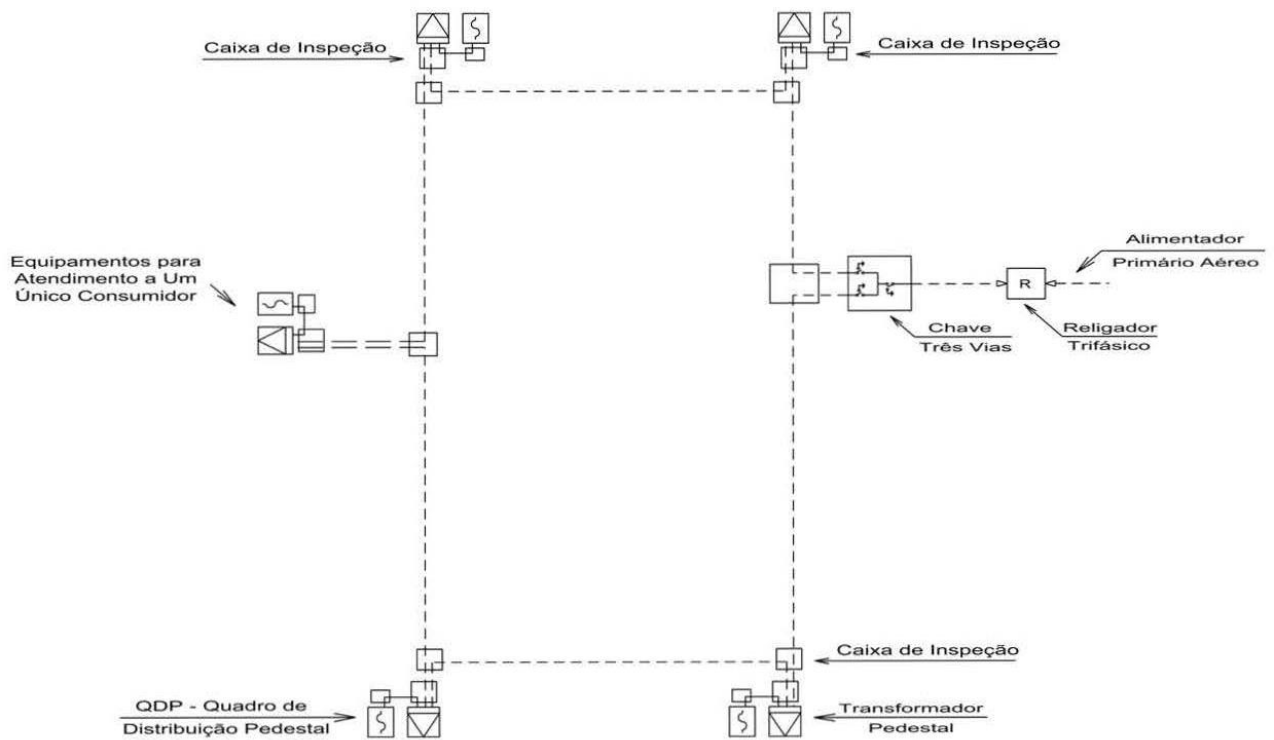 Caixa de Inspeção
Caixa de Inspeção
Equipamentos para
Atendimento a Um
Único Consumidor
Alimentador
Primário Aéreo
R
Chave
Três Vias
Religador
Trifásico
Caixa de Inspeção
QDP - Quadro de
Distribuição Pedestal
Transformador
Pedestal